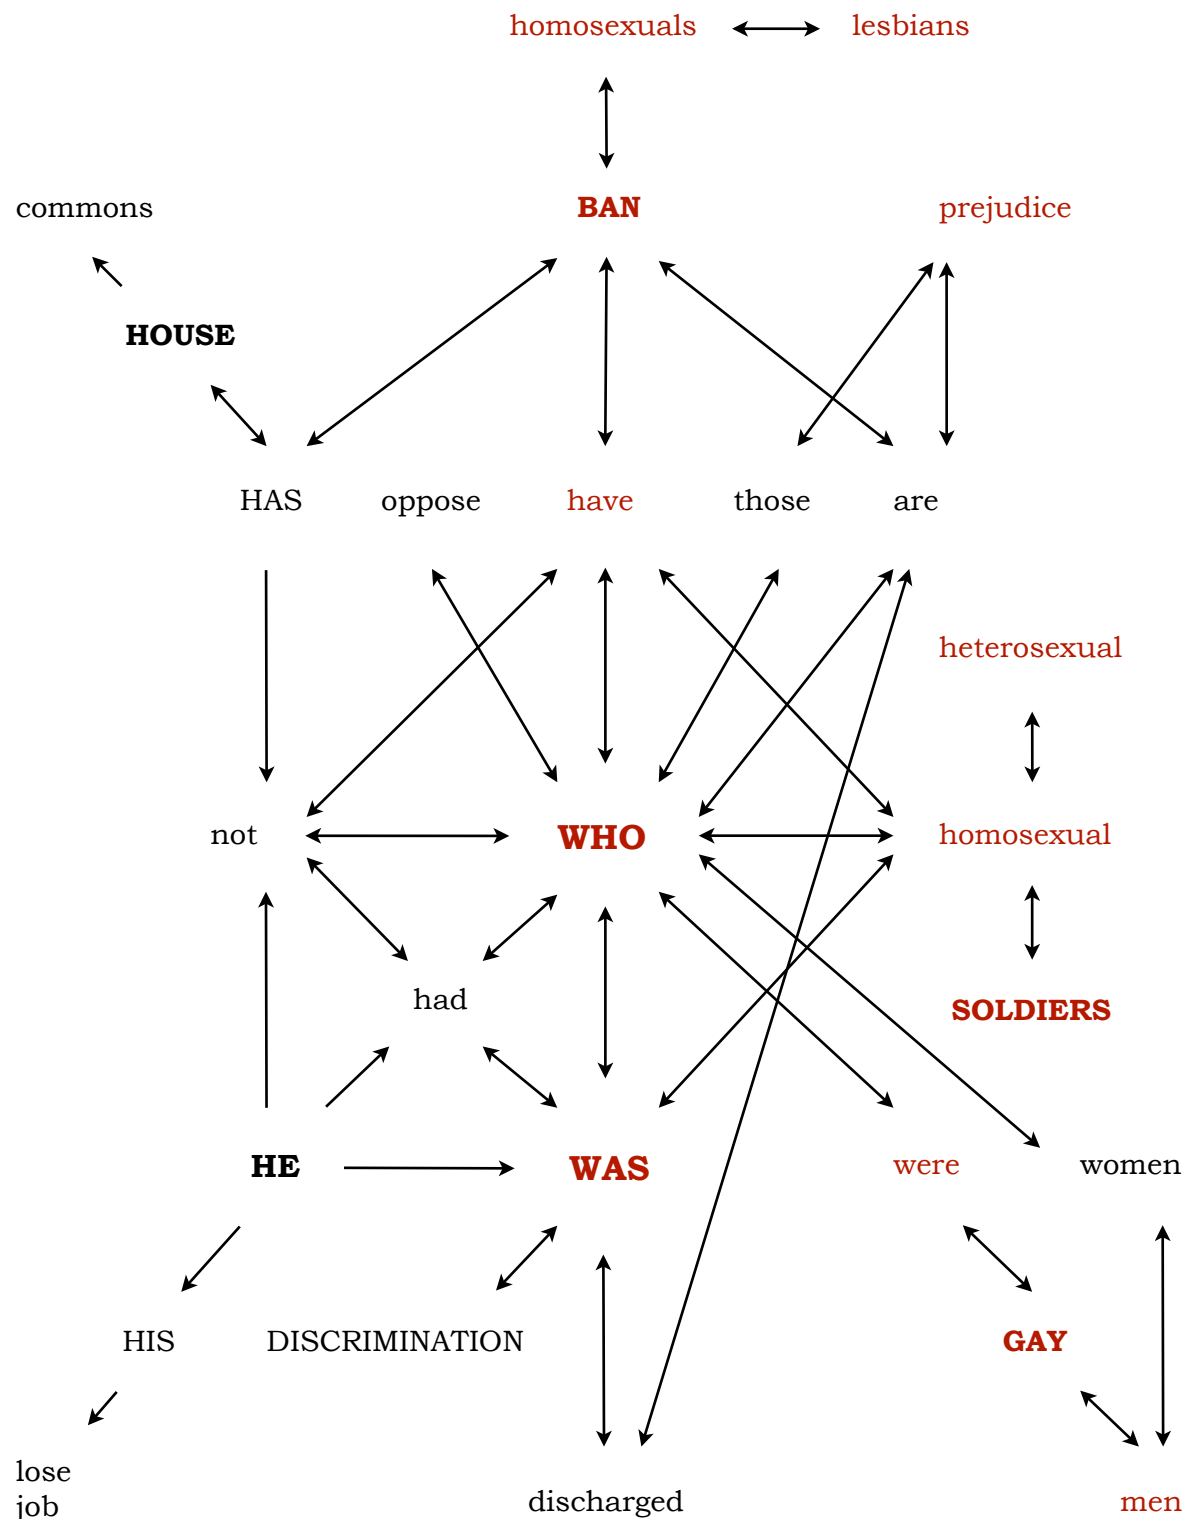 homosexuals lesbians
commons BAN prejudice
HOUSE
HAS oppose have those are
heterosexual
not WHO homosexual
had
SOLDIERS
HE WAS were women
HIS DISCRIMINATION GAY
lose
job discharged men